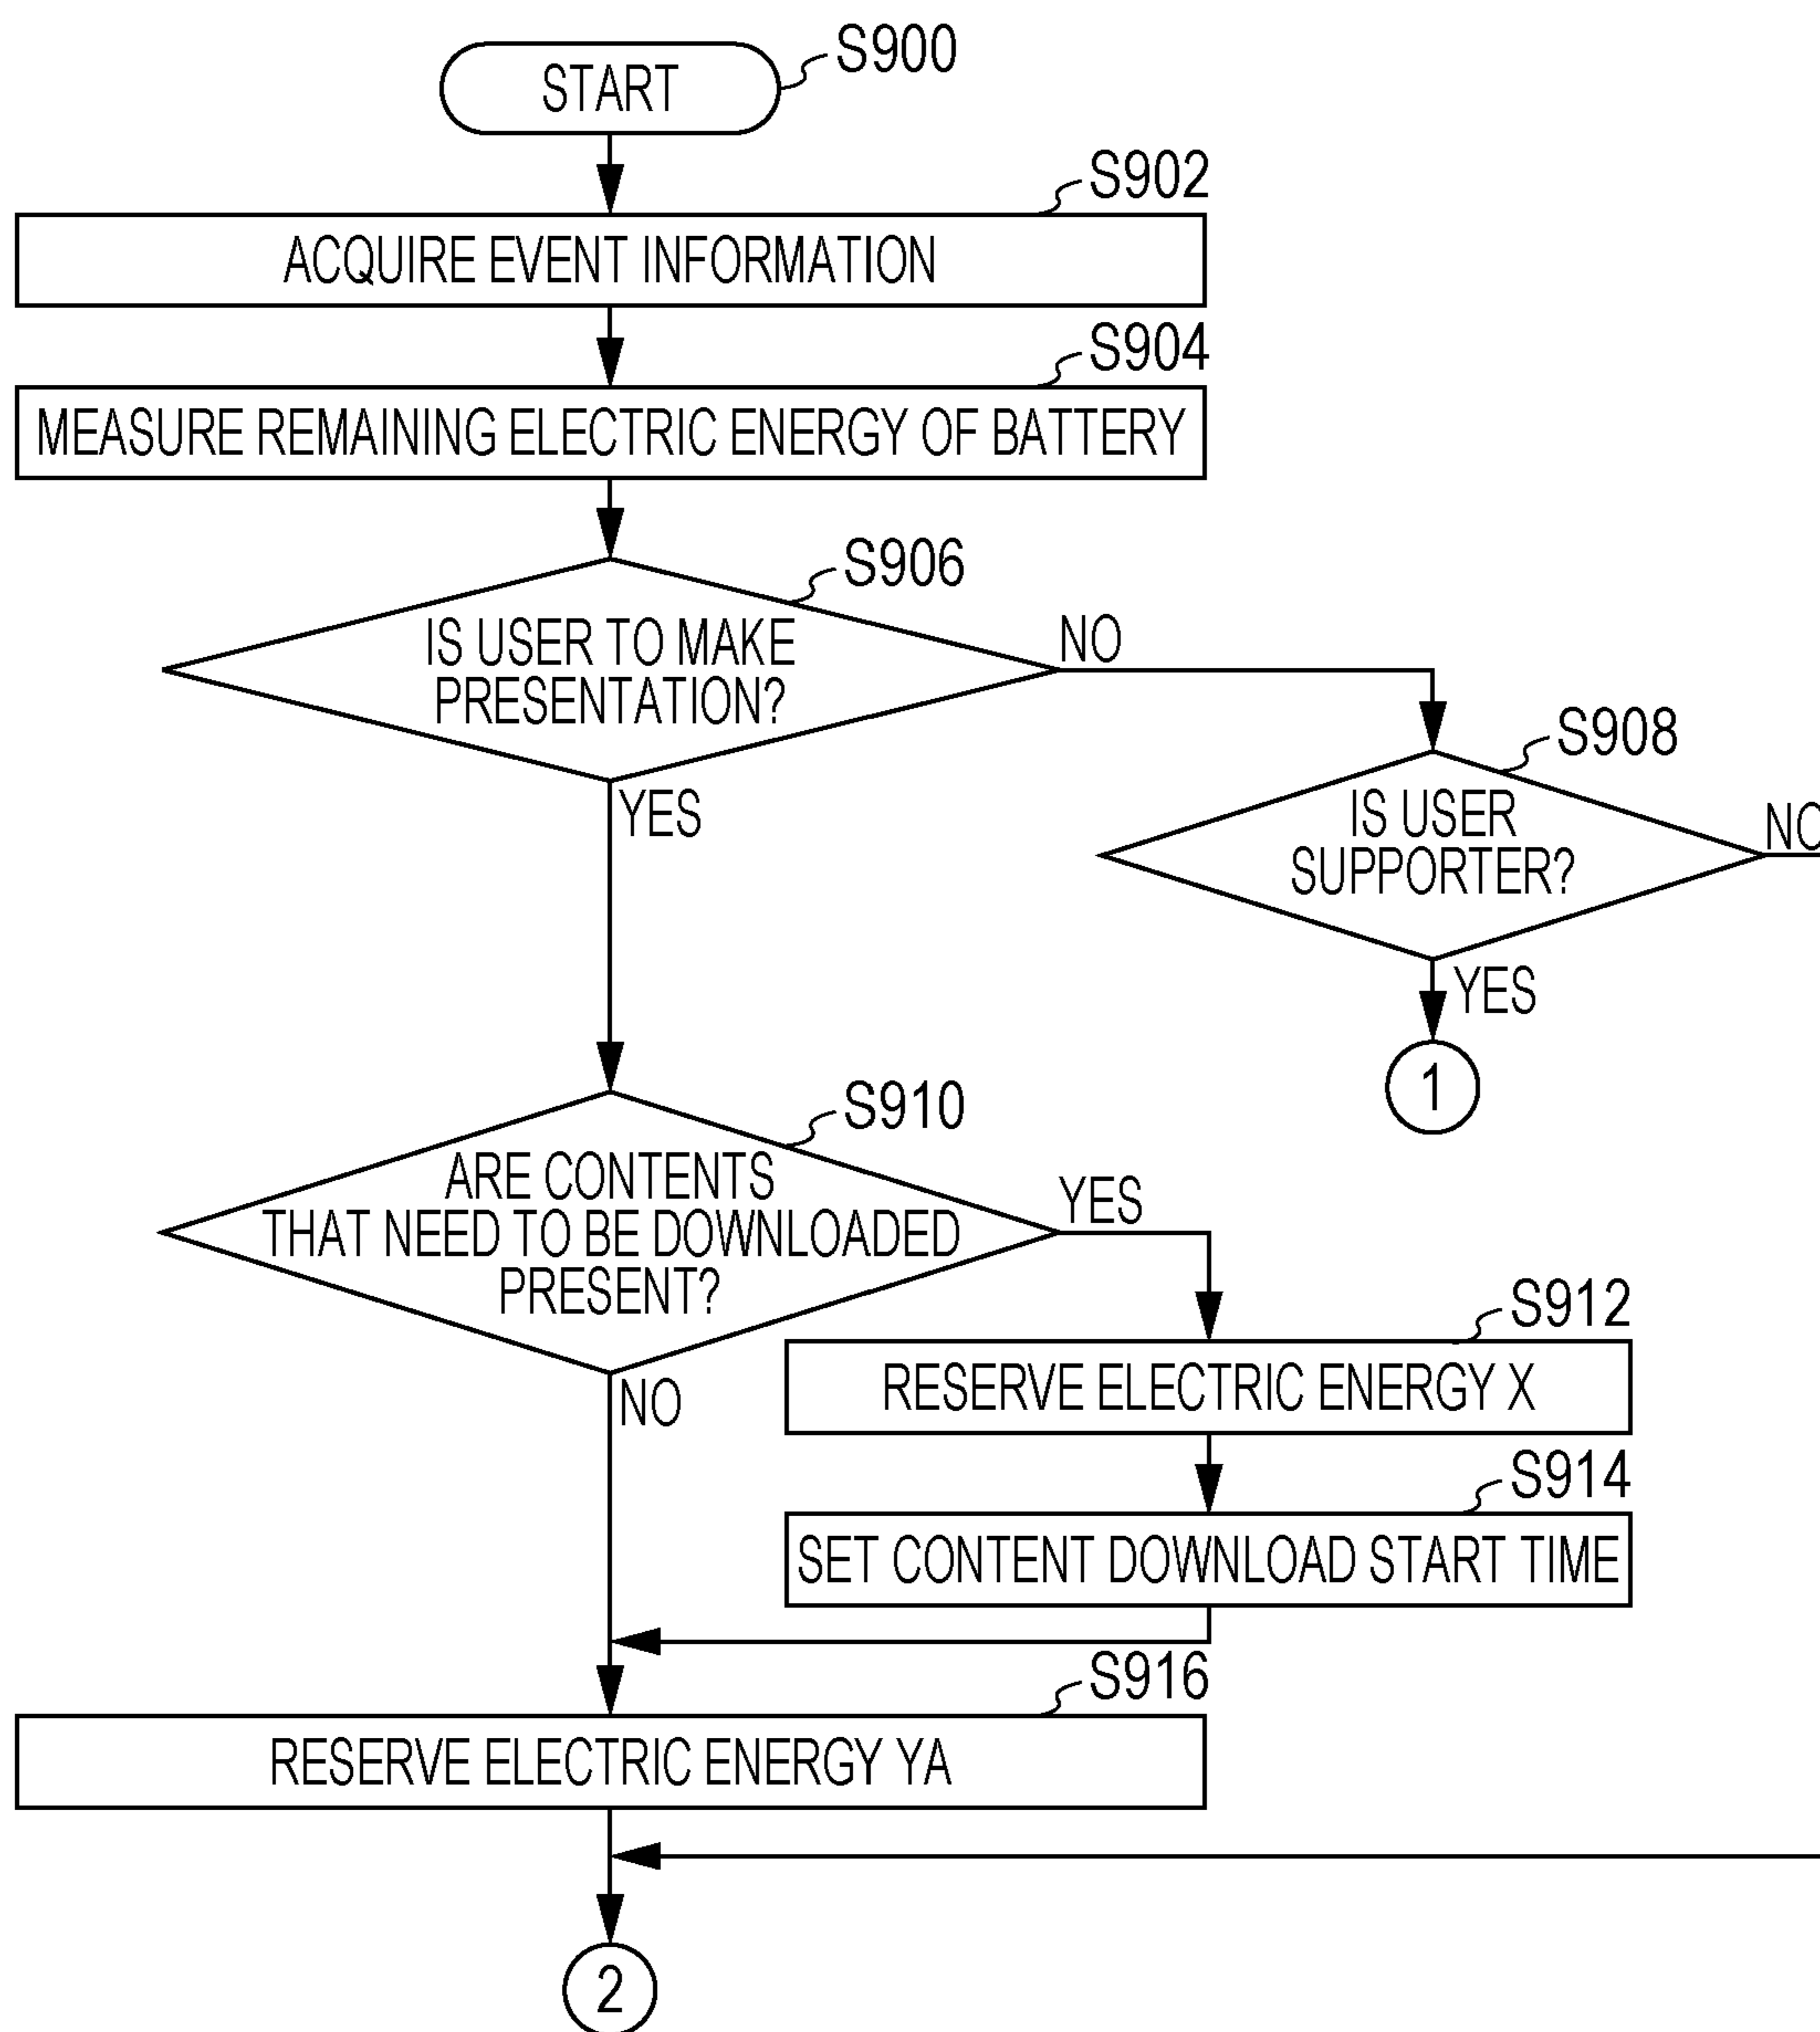 START
S900
S902
ACQUIRE EVENT INFORMATION
S904
MEASURE REMAINING ELECTRIC ENERGY OF BATTERY
S906
IS USER TO MAKE
PRESENTATION?
NO
YES
S908
IS USER
SUPPORTER?
NO
YES
1
S910
ARE CONTENTS
THAT NEED TO BE DOWNLOADED
PRESENT?
YES
NO
S912
RESERVE ELECTRIC ENERGY X
S914
SET CONTENT DOWNLOAD START TIME
S916
RESERVE ELECTRIC ENERGY YA
2